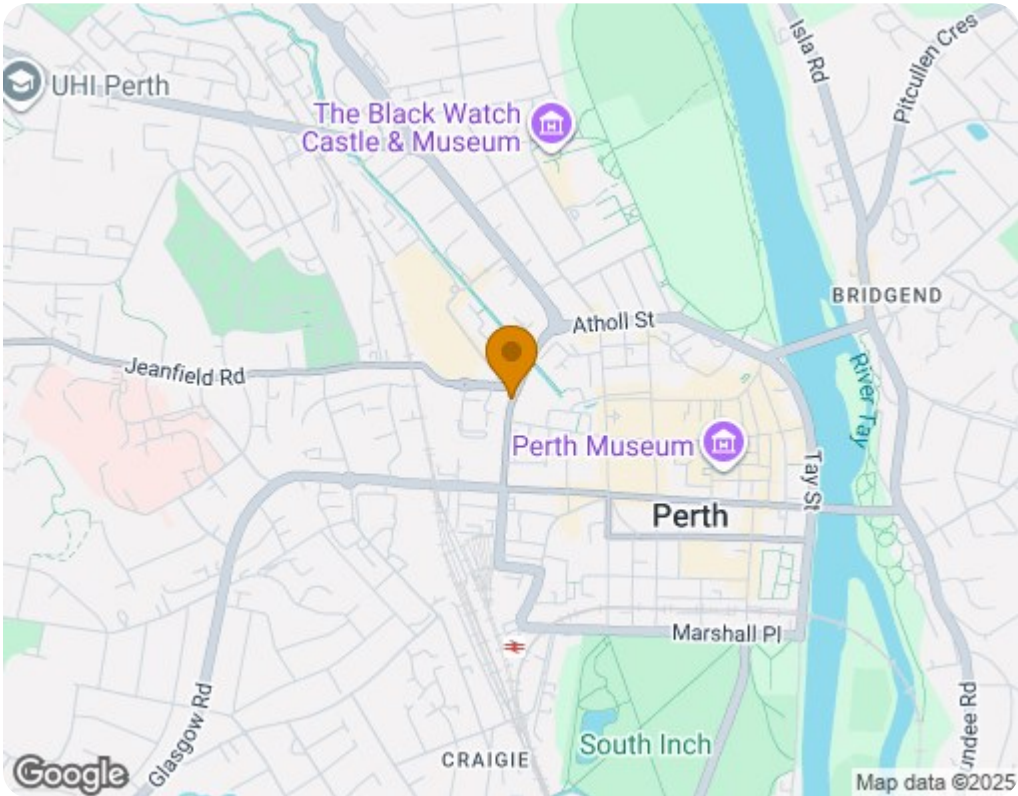 Isla Rd
Pitcullen Cres
UHI Perth
The Black Watch
Castle & Museum
BRIDGEND
Atholl St
Jeanfield Rd
River Tay
Perth Museum
Tay St
Perth
Marshall Pl
Glasgow Rd
undee Rd
South Inch
CRAIGIE
Google
Map data ©2025